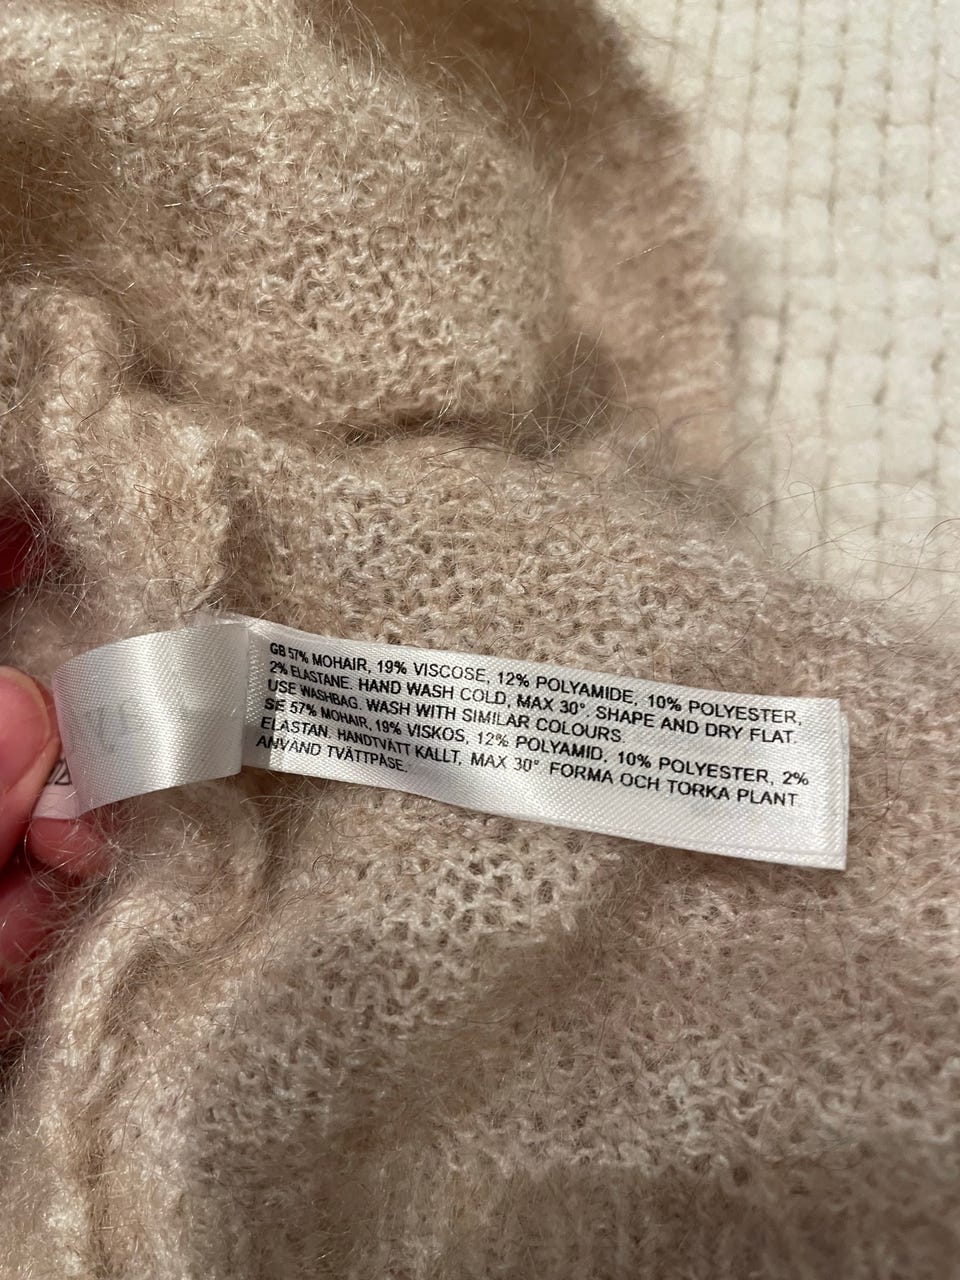 GB 57% MOHAIR, 19% VISCOSE, 12% POLYAMIDE, 10% POLYESTER,
2% ELASTANE. HAND WASH COLD, MAX 30°. SHAPE AND DRY FLAT.
USE WASHBAG. WASH WITH SIMILAR COLOURS.
SE 57% MOHAIR, 19% VISKOS, 12% POLYAMID, 10% POLYESTER, 2%
ELASTAN. HANDTVÄTT KALLT, MAX 30° FORMA OCH TORKA PLANT.
ANVÄND TVÄTTPÅSE.